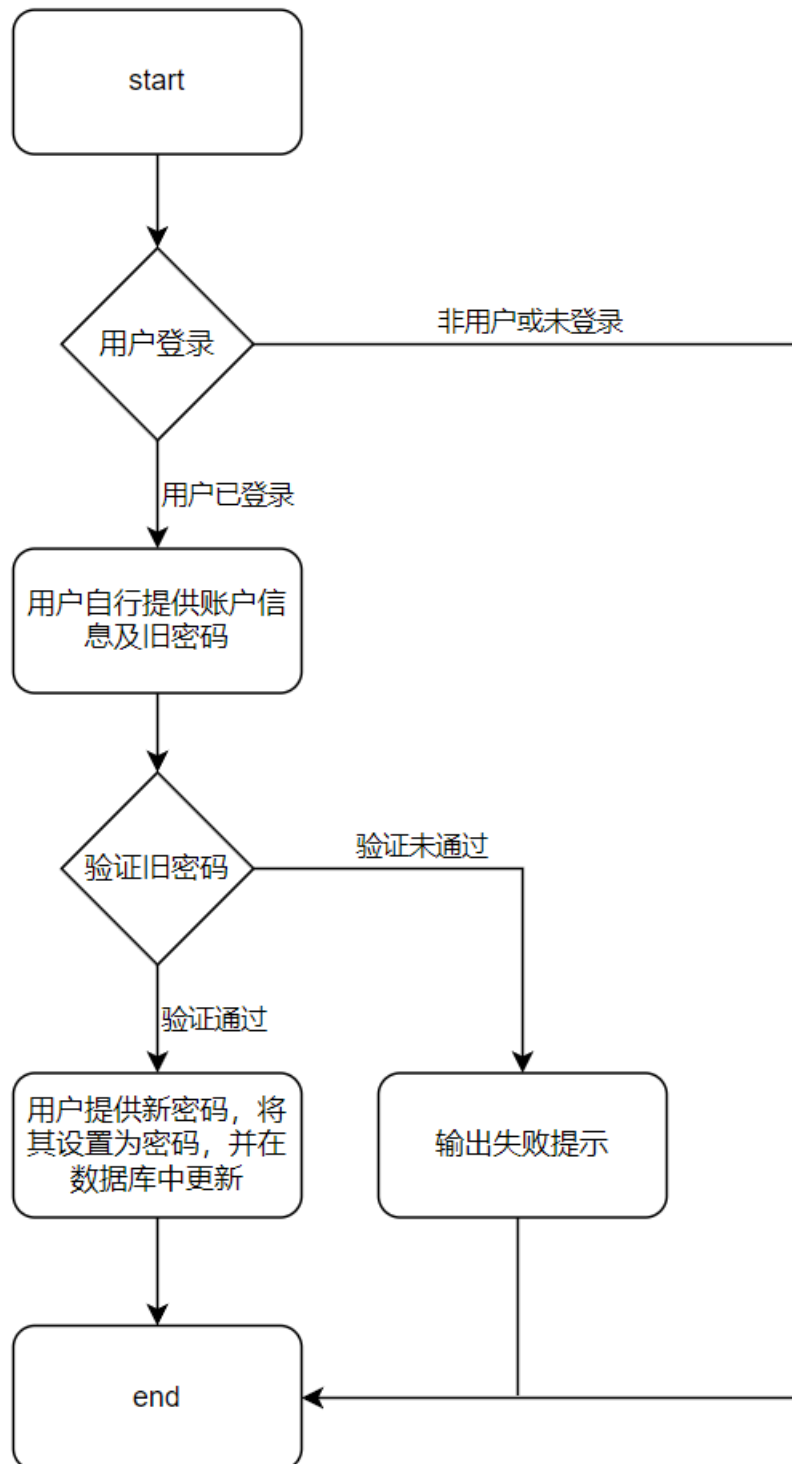 start
用户登录
非用户或未登录
用户已登录
用户自行提供账户信
息及旧密码
验证旧密码
验证未通过
验证通过
用户提供新密码，将
其设置为密码，并在
数据库中更新
输出失败提示
end